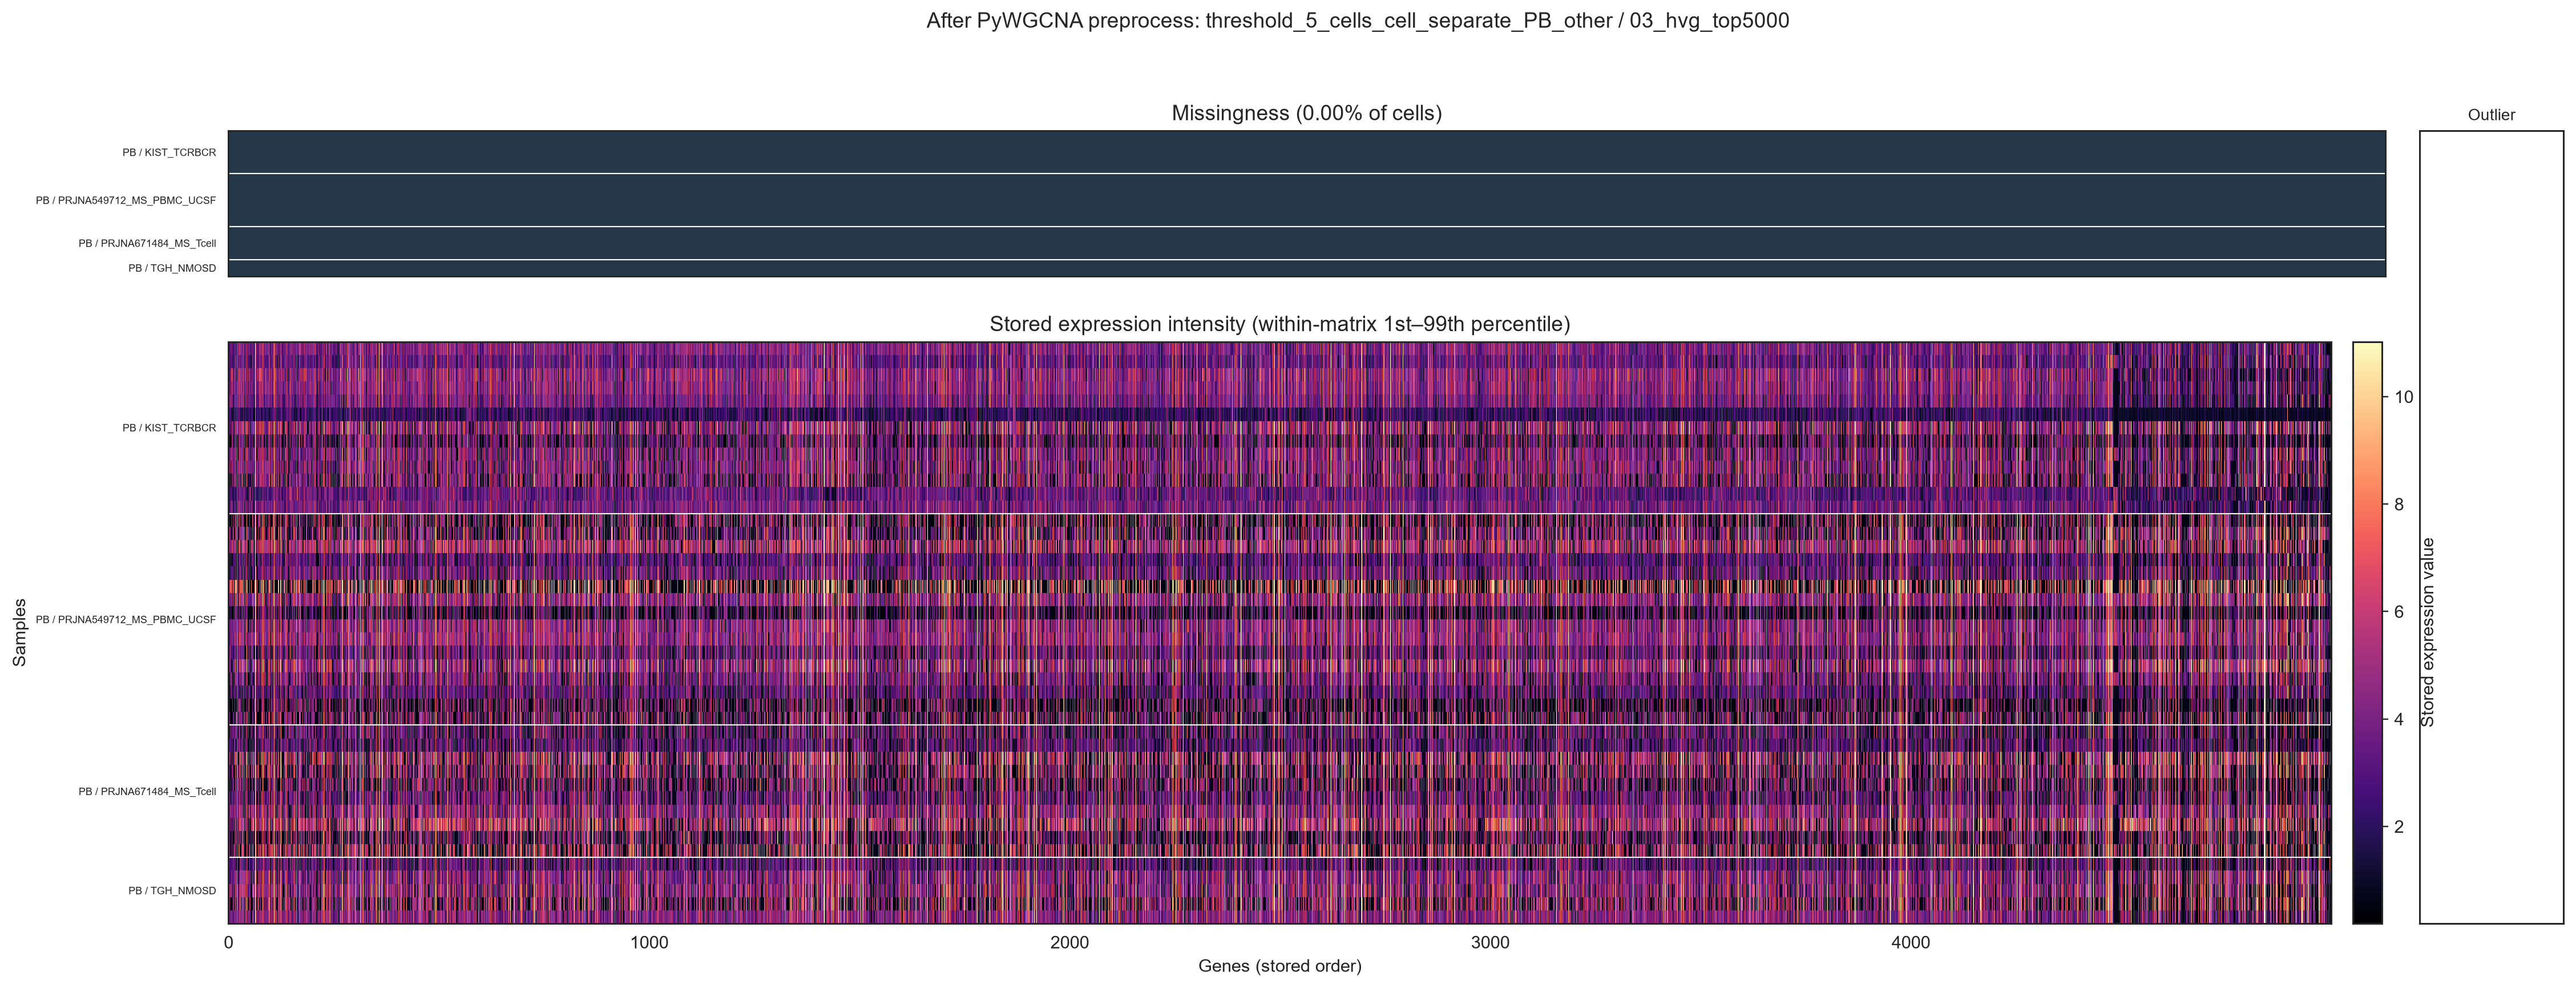 After PyWGCNA preprocess: threshold_5_cells_cell_separate_PB_other / 03_hvg_top5000
Missingness (0.00% of cells)
Outlier
PB / KIST_TCRBCR
PB / PRJNA549712_MS_PBMC_UCSF
PB / PRJNA671484_MS_Tcell
PB / TGH_NMOSD
Stored expression intensity (within-matrix 1st–99th percentile)
Samples
PB / KIST_TCRBCR
PB / PRJNA549712_MS_PBMC_UCSF
PB / PRJNA671484_MS_Tcell
PB / TGH_NMOSD
10
8
6
4
2
Stored expression value
0 1000 2000 3000 4000
Genes (stored order)